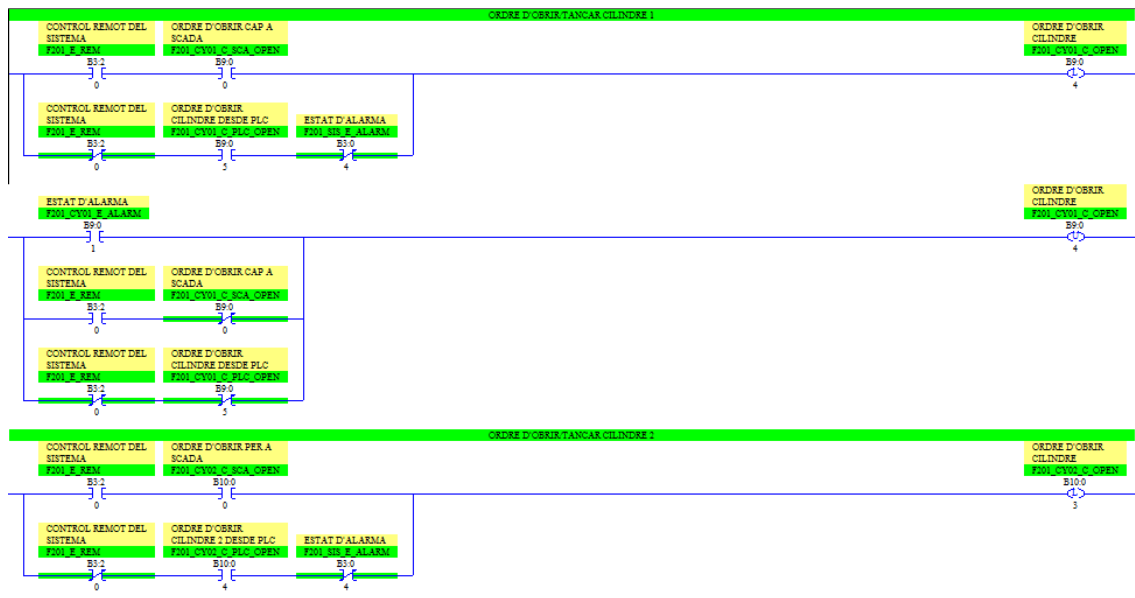 ORDRE D'OBRIR/TANCAR CILINDRE 1
CONTROL REMOT DEL
SISTEMA
F201_E_REM
B3:2
0
ORDRE D'OBRIR CAP A
SCADA
F201_CY01_C_SCA_OPEN
B9:0
0
ORDRE D'OBRIR
CILINDRE
F201_CY01_C_OPEN
B9:0
L
4
CONTROL REMOT DEL
SISTEMA
F201_E_REM
B3:2
0
ORDRE D'OBRIR
CILINDRE DESDE PLC
F201_CY01_C_PLC_OPEN
B9:0
5
ESTAT D'ALARMA
F201_SIS_E_ALARM
B3:0
4
ESTAT D'ALARMA
F201_CY01_E_ALARM
B9:0
1
ORDRE D'OBRIR
CILINDRE
F201_CY01_C_OPEN
B9:0
U
4
CONTROL REMOT DEL
SISTEMA
F201_E_REM
B3:2
0
ORDRE D'OBRIR CAP A
SCADA
F201_CY01_C_SCA_OPEN
B9:0
0
CONTROL REMOT DEL
SISTEMA
F201_E_REM
B3:2
0
ORDRE D'OBRIR
CILINDRE DESDE PLC
F201_CY01_C_PLC_OPEN
B9:0
5
ORDRE D'OBRIR/TANCAR CILINDRE 2
CONTROL REMOT DEL
SISTEMA
F201_E_REM
B3:2
0
ORDRE D'OBRIR PER A
SCADA
F201_CY02_C_SCA_OPEN
B10:0
0
ORDRE D'OBRIR
CILINDRE
F201_CY02_C_OPEN
B10:0
L
3
CONTROL REMOT DEL
SISTEMA
F201_E_REM
B3:2
0
ORDRE D'OBRIR
CILINDRE 2 DESDE PLC
F201_CY02_C_PLC_OPEN
B10:0
4
ESTAT D'ALARMA
F201_SIS_E_ALARM
B3:0
4